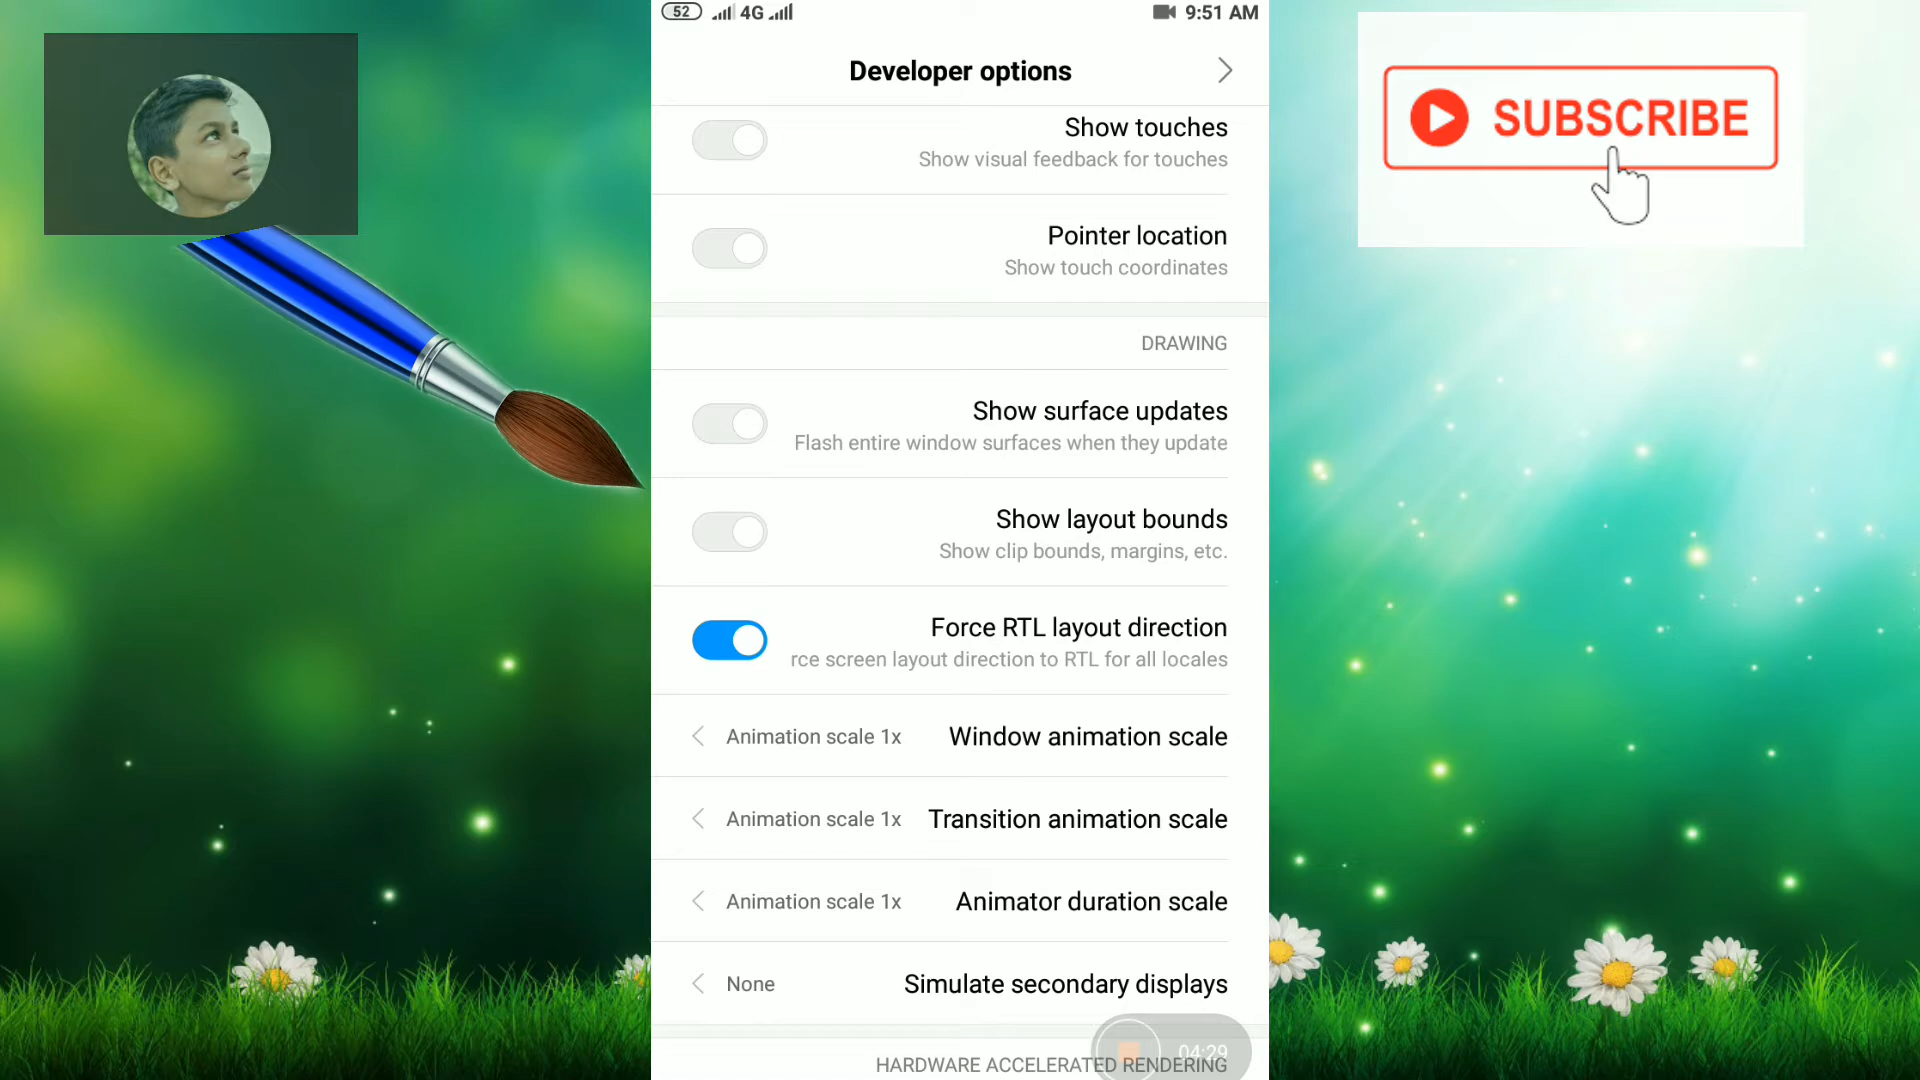 52 4G 9:51 AM
Developer options
SUBSCRIBE
Show touches
Show visual feedback for touches
Pointer location
Show touch coordinates
DRAWING
Show surface updates
Flash entire window surfaces when they update
Show layout bounds
Show clip bounds, margins, etc.
Force RTL layout direction
rce screen layout direction to RTL for all locales
Animation scale 1x Window animation scale
Animation scale 1x Transition animation scale
Animation scale 1x Animator duration scale
None Simulate secondary displays
04:29
HARDWARE ACCELERATED RENDERING